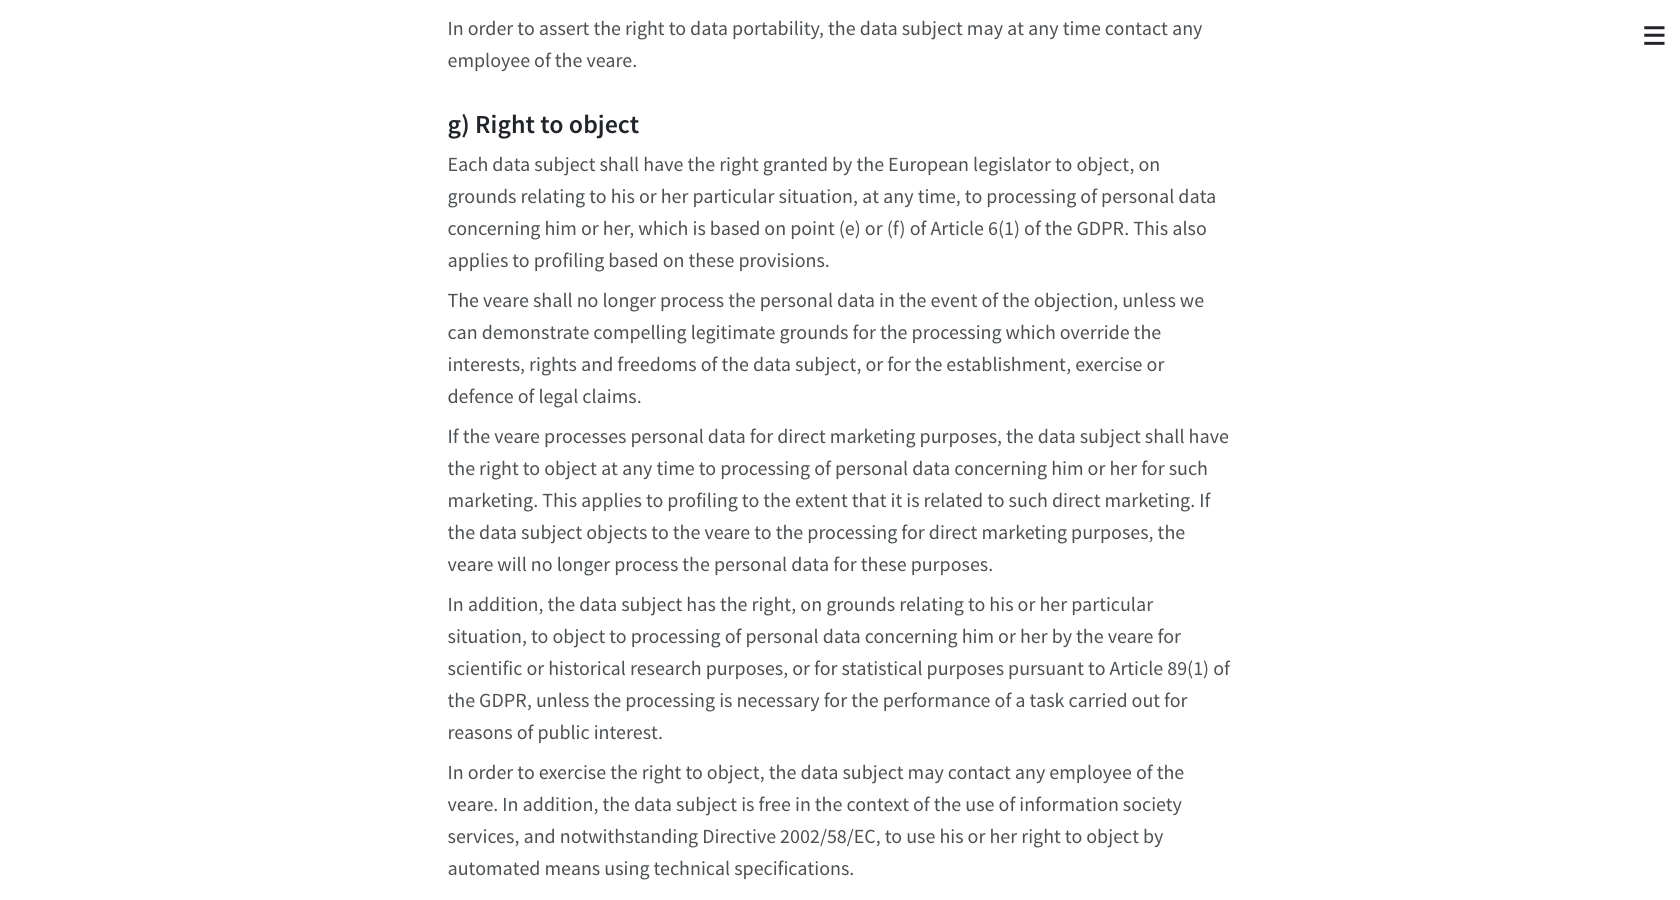 In order to assert the right to data portability, the data subject may at any time contact any
employee of the veare.
g) Right to object
Each data subject shall have the right granted by the European legislator to object, on
grounds relating to his or her particular situation, at any time, to processing of personal data
concerning him or her, which is based on point (e) or (f) of Article 6(1) of the GDPR. This also
applies to profiling based on these provisions.
The veare shall no longer process the personal data in the event of the objection, unless we
can demonstrate compelling legitimate grounds for the processing which override the
interests, rights and freedoms of the data subject, or for the establishment, exercise or
defence of legal claims.
If the veare processes personal data for direct marketing purposes, the data subject shall have
the right to object at any time to processing of personal data concerning him or her for such
marketing. This applies to profiling to the extent that it is related to such direct marketing. If
the data subject objects to the veare to the processing for direct marketing purposes, the
veare will no longer process the personal data for these purposes.
In addition, the data subject has the right, on grounds relating to his or her particular
situation, to object to processing of personal data concerning him or her by the veare for
scientific or historical research purposes, or for statistical purposes pursuant to Article 89(1) of
the GDPR, unless the processing is necessary for the performance of a task carried out for
reasons of public interest.
In order to exercise the right to object, the data subject may contact any employee of the
veare. In addition, the data subject is free in the context of the use of information society
services, and notwithstanding Directive 2002/58/EC, to use his or her right to object by
automated means using technical specifications.